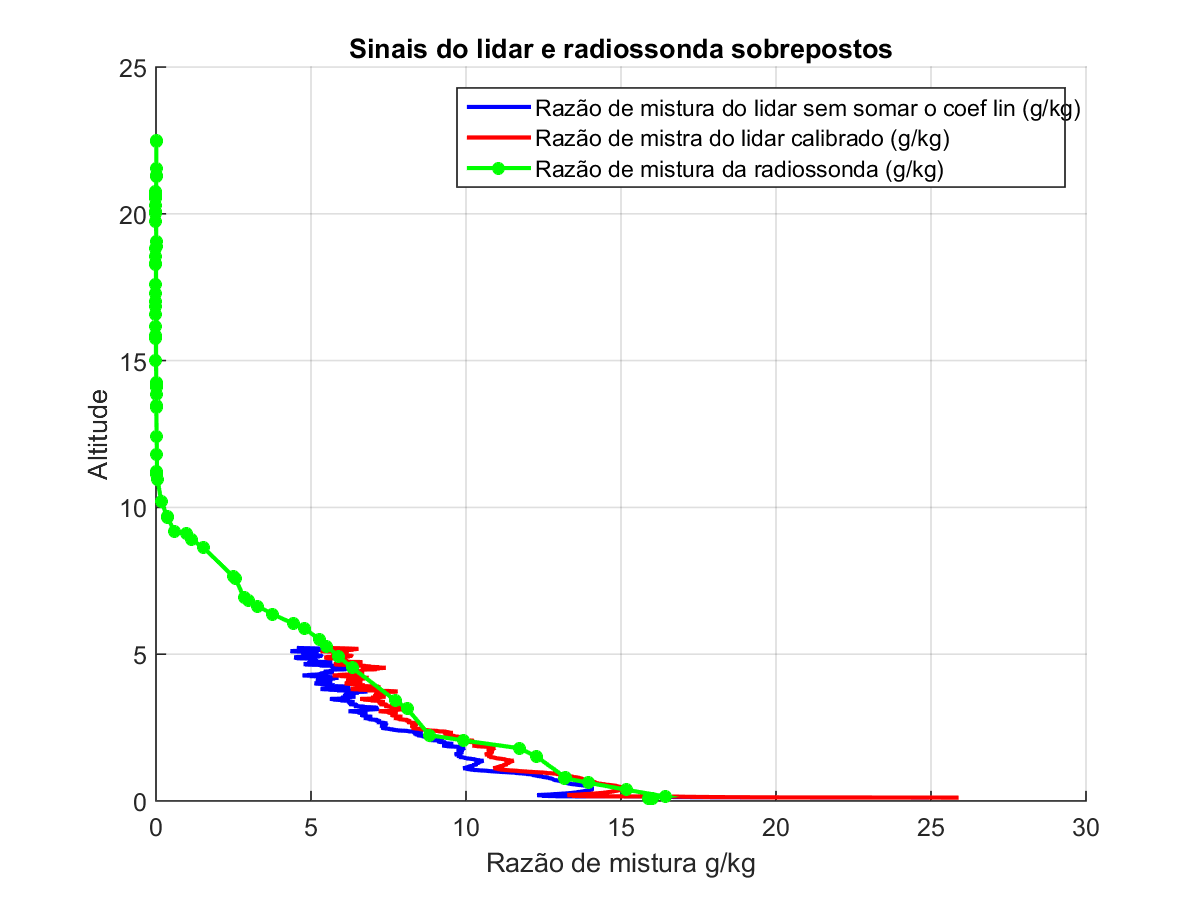 Sinais do lidar e radiossonda sobrepostos
25
20
15
10
5
0
Altitude
Razão de mistura do lidar sem somar o coef lin (g/kg)
Razão de mistra do lidar calibrado (g/kg)
Razão de mistura da radiossonda (g/kg)
0 5 10 15 20 25 30
Razão de mistura g/kg